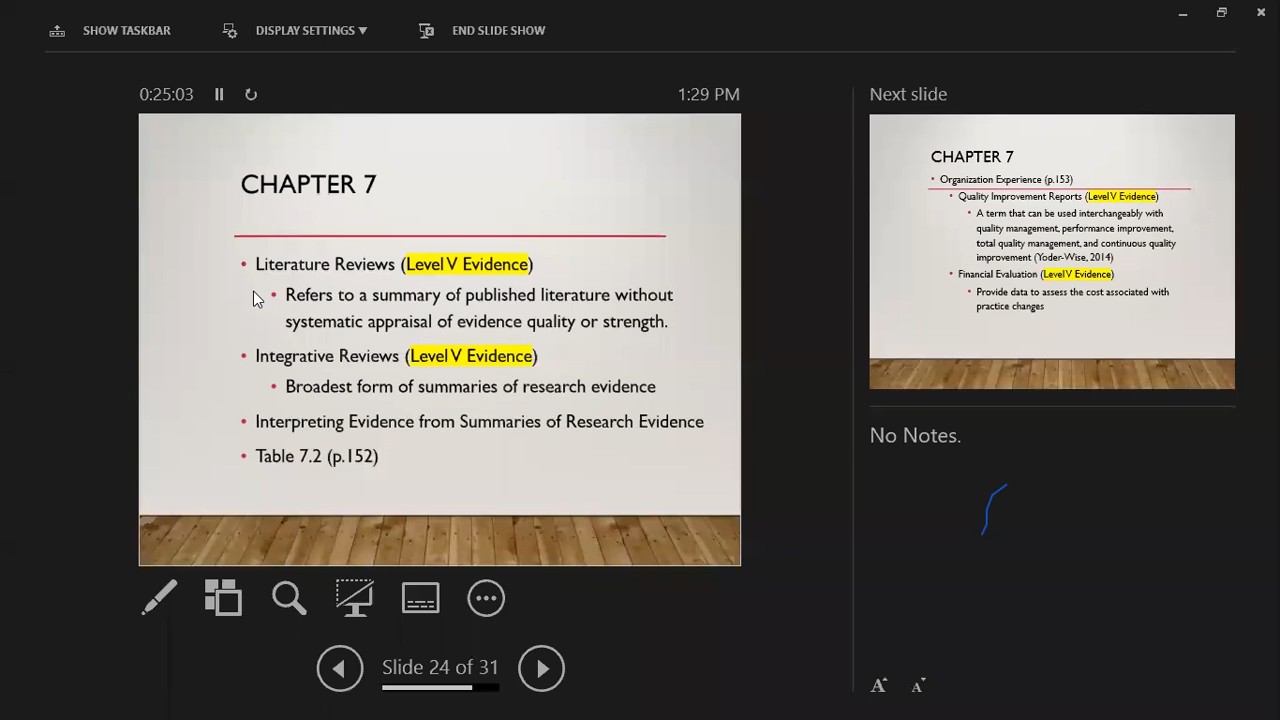 SHOW TASKBAR
DISPLAY SETTINGS ▼
END SLIDE SHOW
0:25:03
1:29 PM
CHAPTER 7
• Literature Reviews (Level V Evidence)
• Refers to a summary of published literature without
systematic appraisal of evidence quality or strength.
• Integrative Reviews (Level V Evidence)
• Broadest form of summaries of research evidence
• Interpreting Evidence from Summaries of Research Evidence
• Table 7.2 (p.152)
Slide 24 of 31
Next slide
CHAPTER 7
• Organization Experience (p.153)
• Quality Improvement Reports (Level V Evidence)
• A term that can be used interchangeably with
quality management, performance improvement,
total quality management, and continuous quality
improvement (Yoder-Wise, 2014)
• Financial Evaluation (Level V Evidence)
• Provide data to assess the cost associated with
practice changes
No Notes.
A A